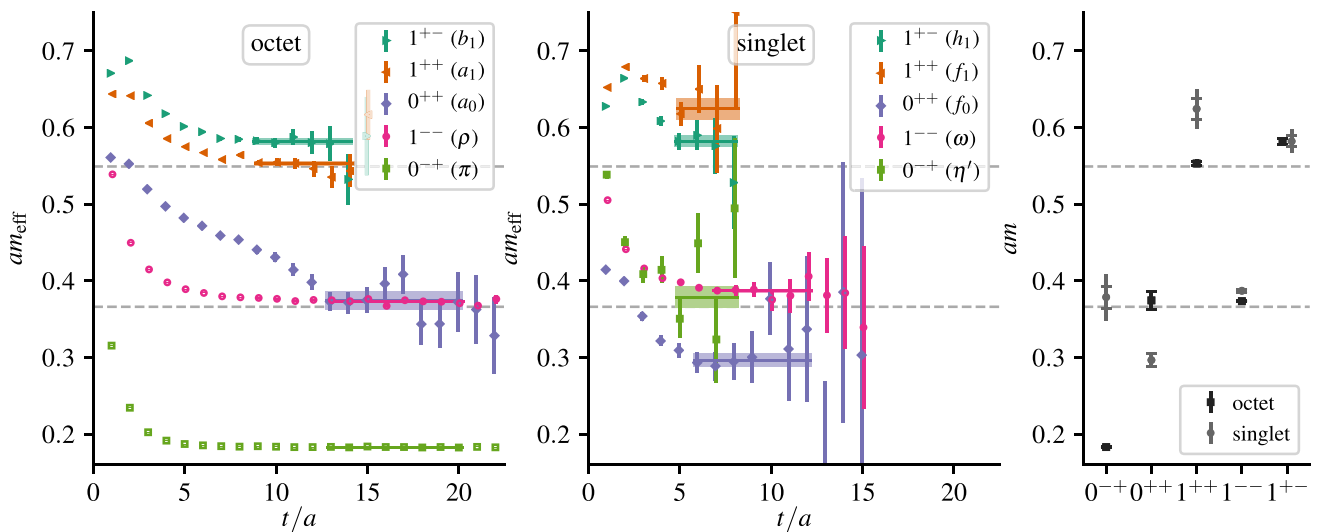 octet
1⁺⁻ (b₁)
1⁺⁺ (a₁)
0⁺⁺ (a₀)
1⁻⁻ (ρ)
0⁻⁺ (π)
0.7
0.6
0.5
0.4
0.3
0.2
am_eff
0
5
10
15
20
t/a
singlet
1⁺⁻ (h₁)
1⁺⁺ (f₁)
0⁺⁺ (f₀)
1⁻⁻ (ω)
0⁻⁺ (η′)
0.7
0.6
0.5
0.4
0.3
0.2
am_eff
0
5
10
15
20
t/a
0.7
0.6
0.5
0.4
0.3
0.2
am
octet
singlet
0⁻⁺ 0⁺⁺ 1⁺⁺ 1⁻⁻ 1⁺⁻